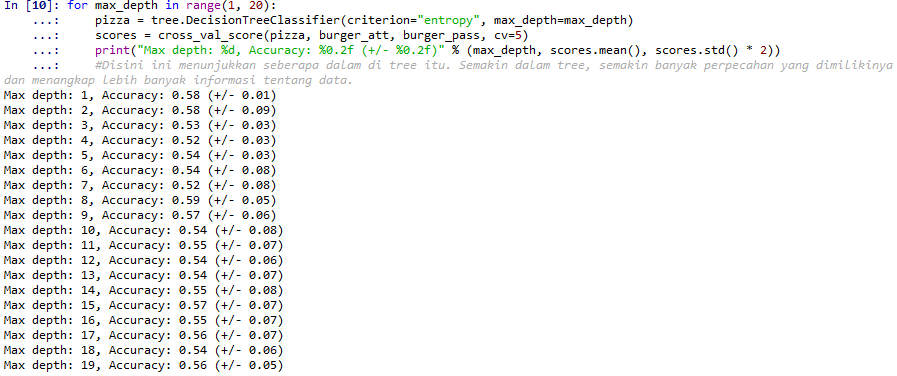 In [10]: for max_depth in range(1, 20):
    ...:     pizza = tree.DecisionTreeClassifier(criterion="entropy", max_depth=max_depth)
    ...:     scores = cross_val_score(pizza, burger_att, burger_pass, cv=5)
    ...:     print("Max depth: %d, Accuracy: %0.2f (+/- %0.2f)" % (max_depth, scores.mean(), scores.std() * 2))
    ...:     #Disini ini menunjukkan seberapa dalam di tree itu. Semakin dalam tree, semakin banyak perpecahan yang dimilikinya
dan menangkap lebih banyak informasi tentang data.
Max depth: 1, Accuracy: 0.58 (+/- 0.01)
Max depth: 2, Accuracy: 0.58 (+/- 0.09)
Max depth: 3, Accuracy: 0.53 (+/- 0.03)
Max depth: 4, Accuracy: 0.52 (+/- 0.03)
Max depth: 5, Accuracy: 0.54 (+/- 0.03)
Max depth: 6, Accuracy: 0.54 (+/- 0.08)
Max depth: 7, Accuracy: 0.52 (+/- 0.08)
Max depth: 8, Accuracy: 0.59 (+/- 0.05)
Max depth: 9, Accuracy: 0.57 (+/- 0.06)
Max depth: 10, Accuracy: 0.54 (+/- 0.08)
Max depth: 11, Accuracy: 0.55 (+/- 0.07)
Max depth: 12, Accuracy: 0.54 (+/- 0.06)
Max depth: 13, Accuracy: 0.54 (+/- 0.07)
Max depth: 14, Accuracy: 0.55 (+/- 0.08)
Max depth: 15, Accuracy: 0.57 (+/- 0.07)
Max depth: 16, Accuracy: 0.55 (+/- 0.07)
Max depth: 17, Accuracy: 0.56 (+/- 0.07)
Max depth: 18, Accuracy: 0.54 (+/- 0.06)
Max depth: 19, Accuracy: 0.56 (+/- 0.05)